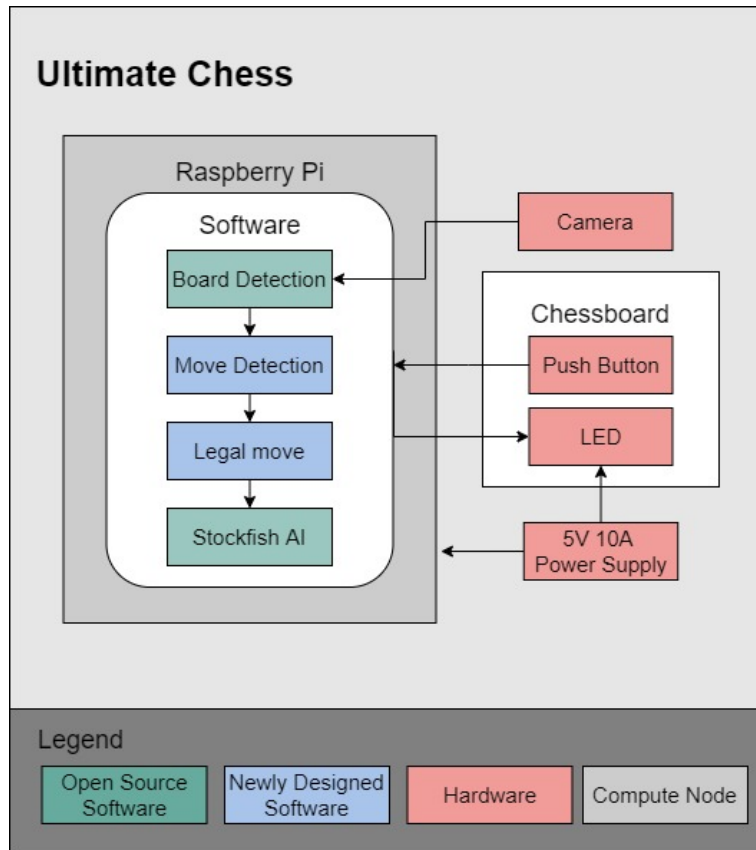 Ultimate Chess
Raspberry Pi
Software
Board Detection
Move Detection
Legal move
Stockfish AI
Camera
Chessboard
Push Button
LED
5V 10A
Power Supply
Legend
Open Source
Software
Newly Designed
Software
Hardware
Compute Node